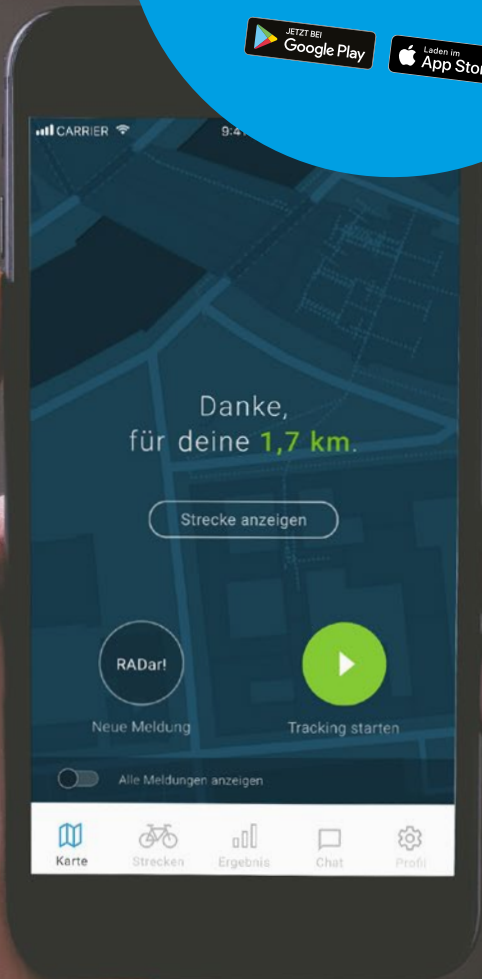 JETZT BEI
Google Play
Laden im
App Stor
CARRIER
9:41
Danke,
für deine 1,7 km.
Strecke anzeigen
RADar!
Neue Meldung
Tracking starten
Alle Meldungen anzeigen
Karte
Strecken
Ergebnis
Chat
Profil